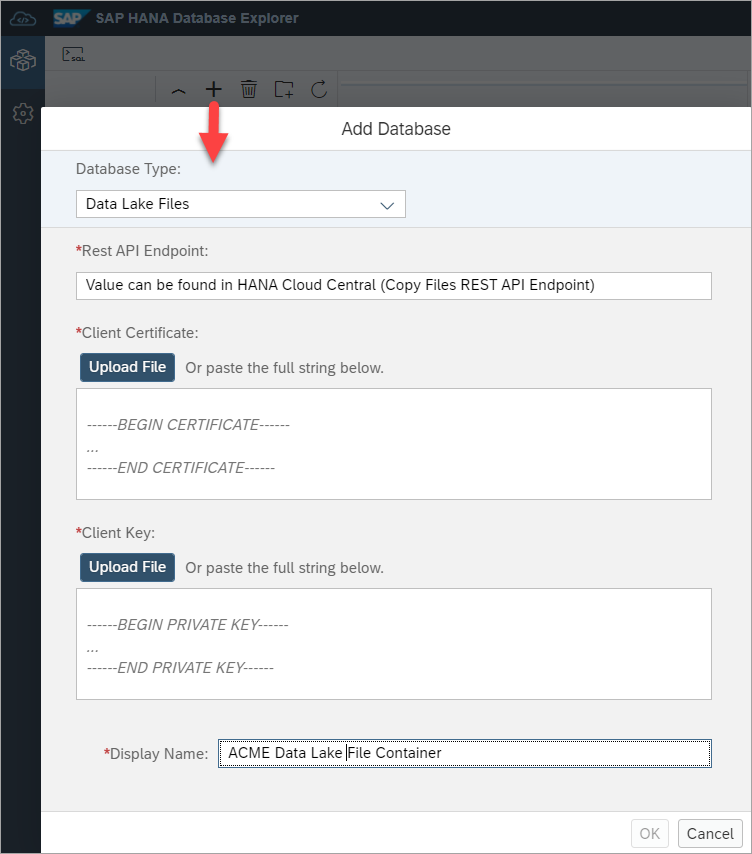 SAP SAP HANA Database Explorer
SQL
Add Database
Database Type:
Data Lake Files
*Rest API Endpoint:
Value can be found in HANA Cloud Central (Copy Files REST API Endpoint)
*Client Certificate:
Upload File Or paste the full string below.
------BEGIN CERTIFICATE------
...
------END CERTIFICATE------
*Client Key:
Upload File Or paste the full string below.
------BEGIN PRIVATE KEY------
...
------END PRIVATE KEY------
*Display Name: ACME Data Lake File Container
OK Cancel